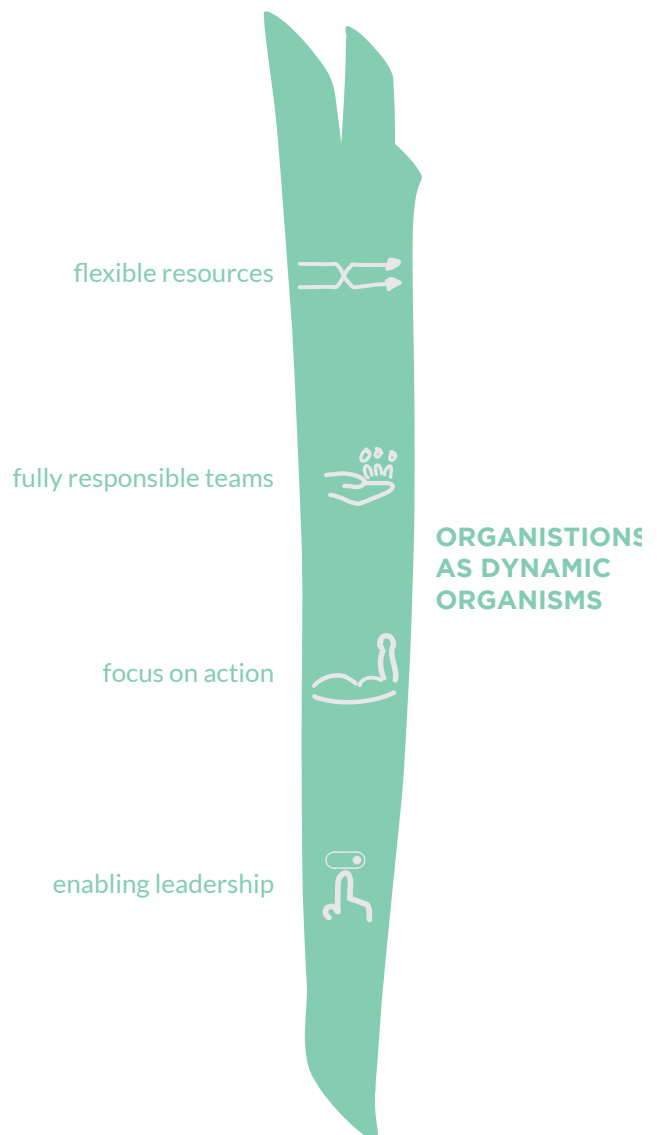 flexible resources
fully responsible teams
ORGANISTIONS
AS DYNAMIC
ORGANISMS
focus on action
enabling leadership